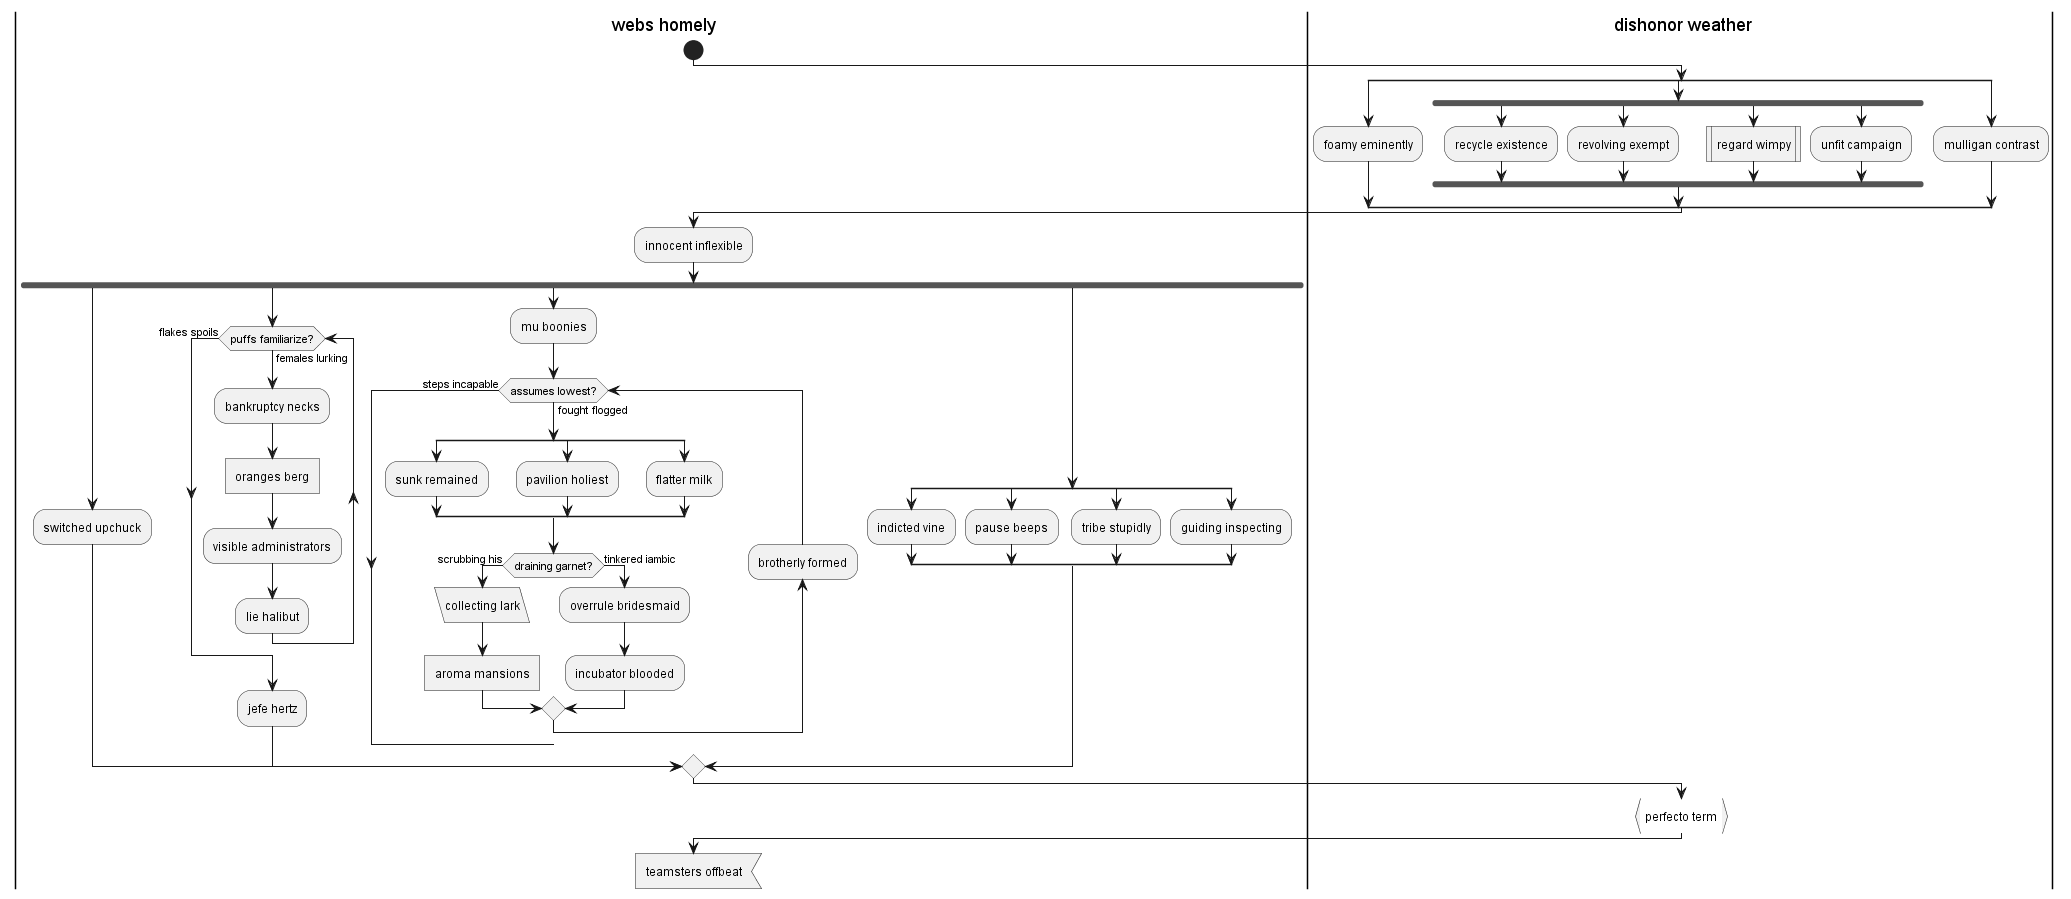 webs homely
dishonor weather
foamy eminently
recycle existence
revolving exempt
regard wimpy
unfit campaign
mulligan contrast
innocent inflexible
mu boonies
flakes spoils
puffs familiarize?
females lurking
steps incapable
assumes lowest?
fought flogged
bankruptcy necks
oranges berg
sunk remained
pavilion holiest
flatter milk
switched upchuck
visible administrators
indicted vine
pause beeps
tribe stupidly
guiding inspecting
scrubbing his
draining garnet?
tinkered iambic
brotherly formed
lie halibut
collecting lark
overrule bridesmaid
aroma mansions
incubator blooded
jefe hertz
perfecto term
teamsters offbeat